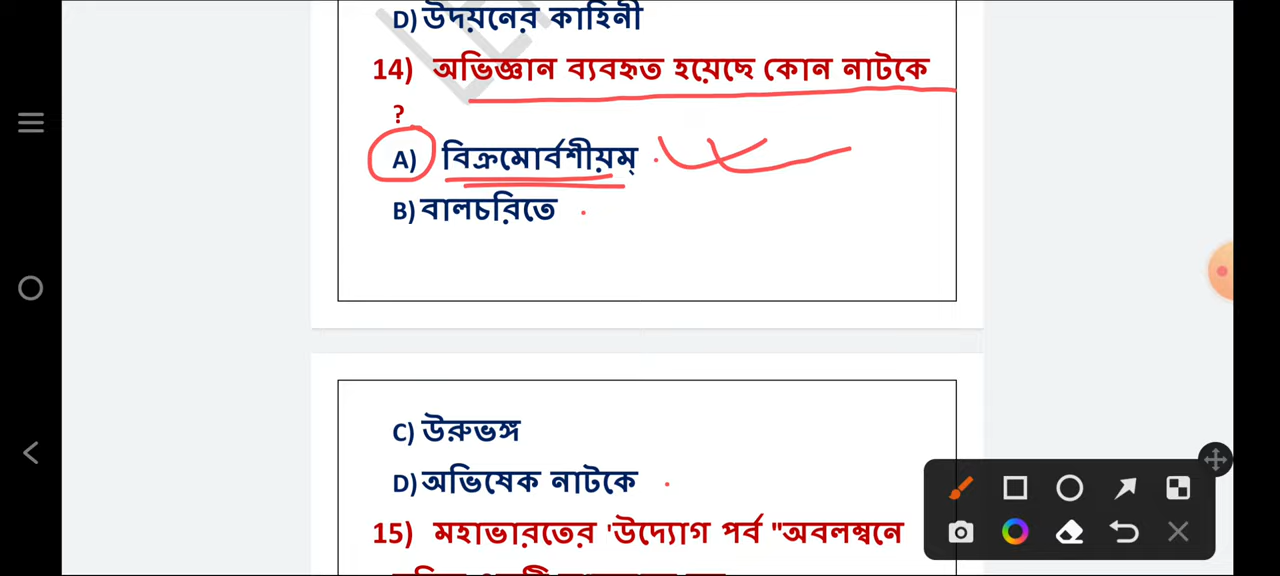 D) উদয়নের কাহিনী
14) অভিজ্ঞান ব্যবহৃত হয়েছে কোন নাটকে
?
A) বিক্রমোর্বশীয়ম্
B) বালচরিতে
C) উরুভঙ্গ
D) অভিষেক নাটকে
15) মহাভারতের 'উদ্যোগ পর্ব "অবলম্বনে